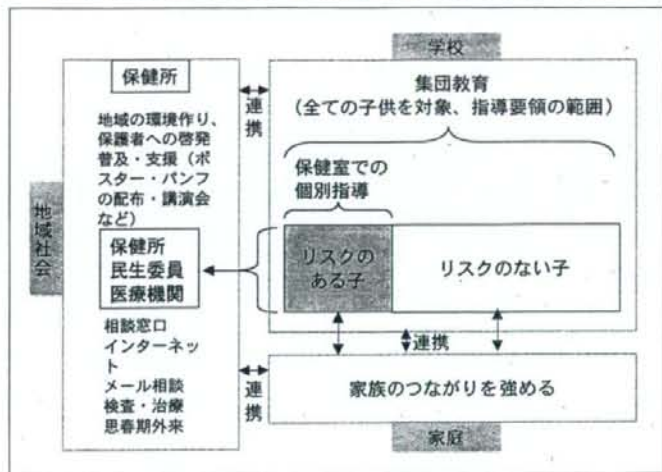 学校
保健所
地域の環境作り、
保護者への啓発
普及・支援(ポ
スター・パンフ
の配布・講演会
など)
連携
集団教育
(全ての子供を対象、指導要領の範囲)
保健室での
個別指導
地域社会
保健所
民生委員
医療機関
リスクの
ある子
リスクのない子
相談窓口
インターネッ
ト
メール相談
検査・治療
思春期外来
連携
連携
家族のつながりを強める
家庭